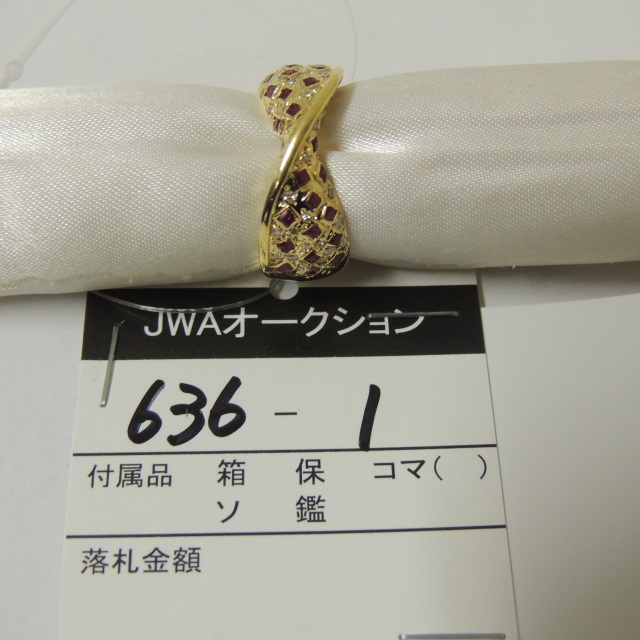 JWAオークション
636 - 1
付属品 箱 保 コマ( )
ソ 鑑
落札金額